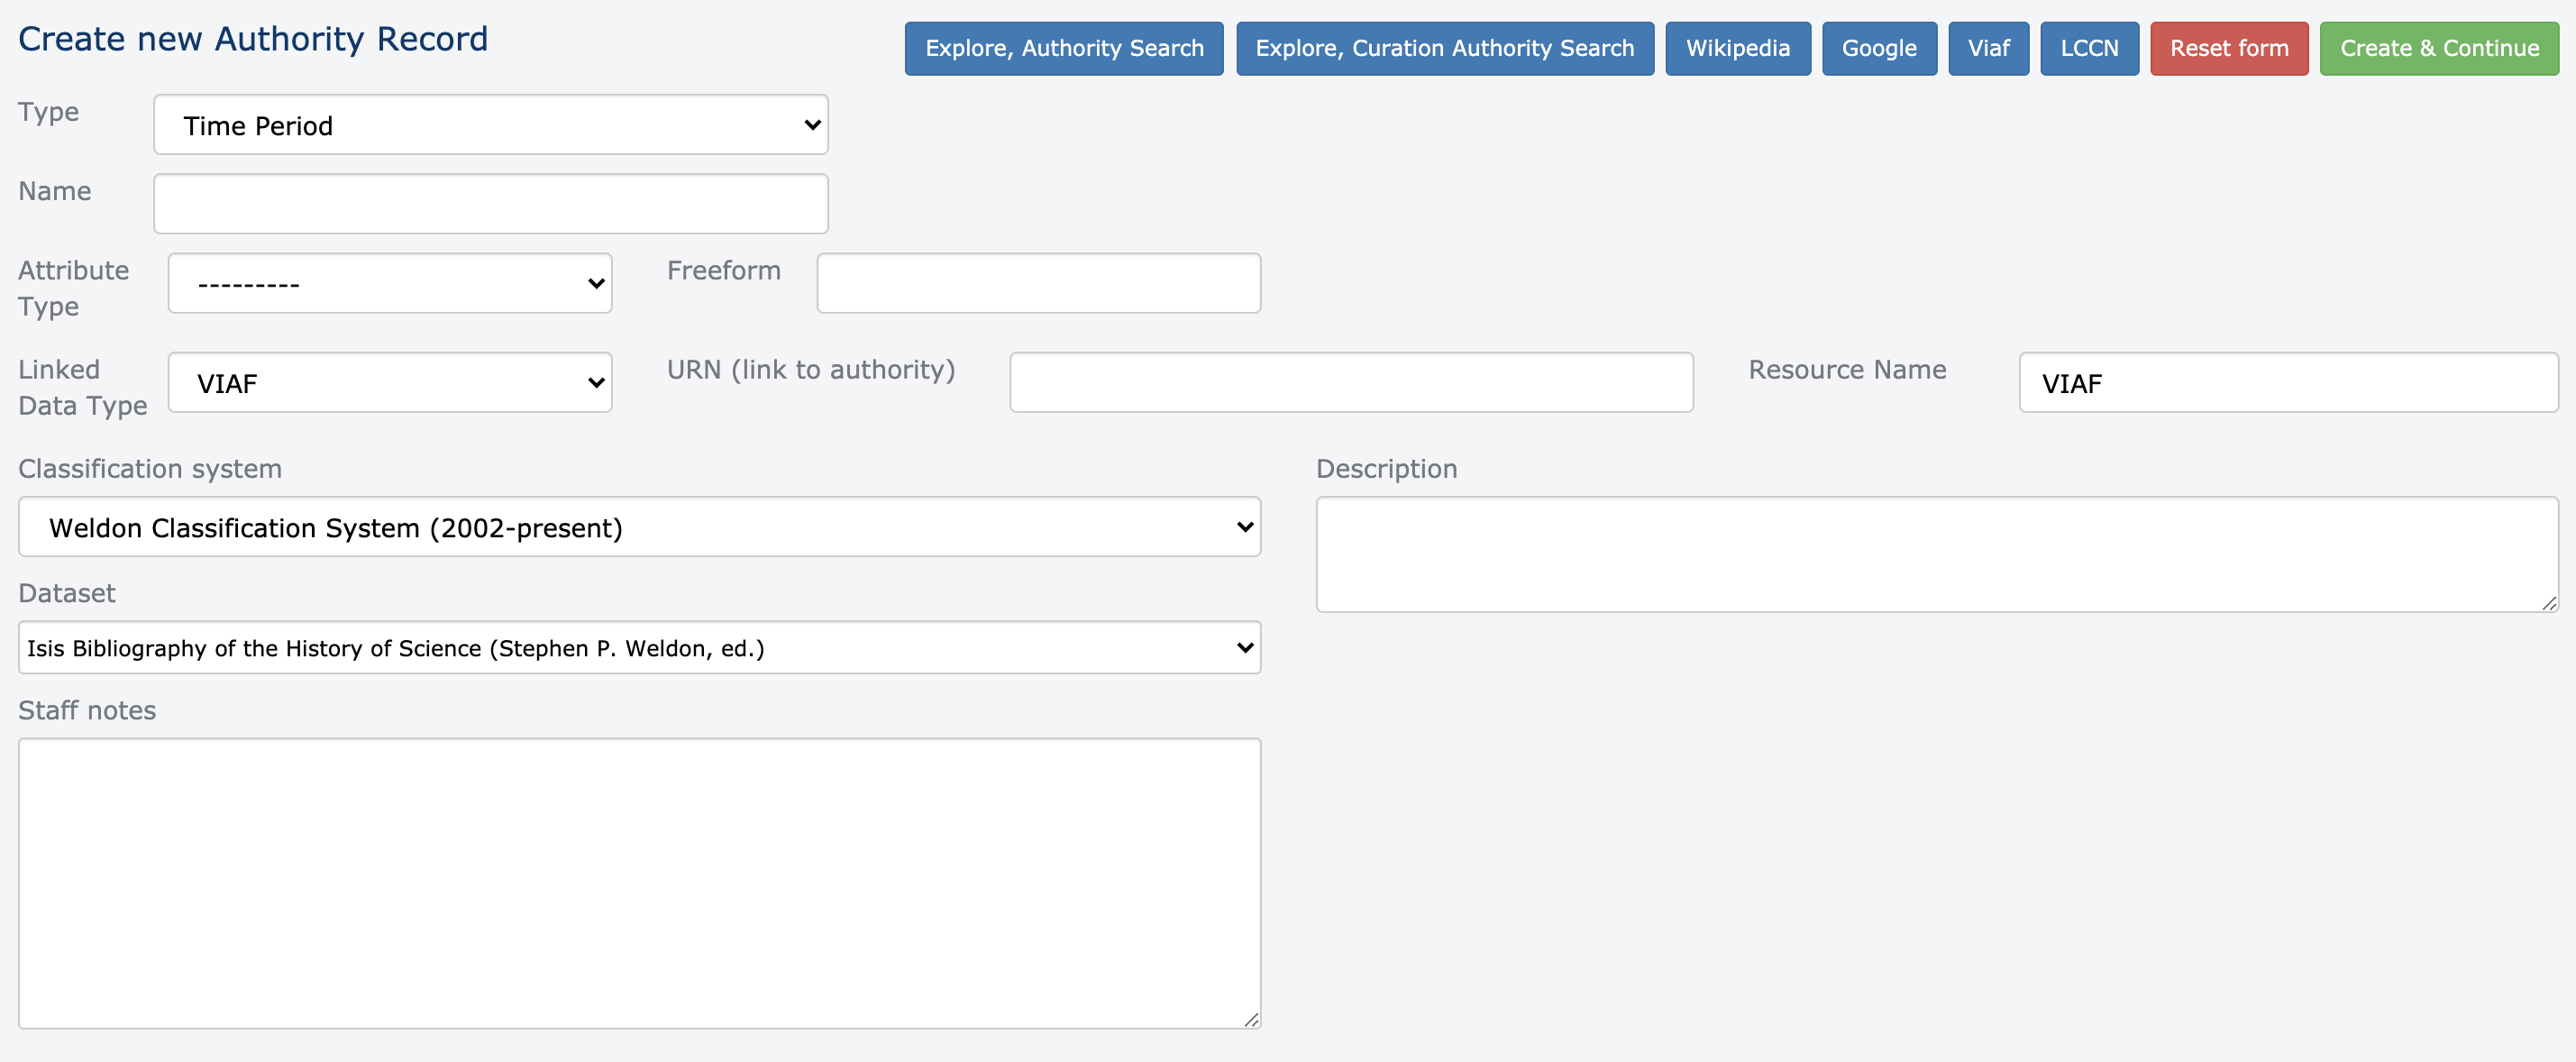 Create new Authority Record
Explore, Authority Search
Explore, Curation Authority Search
Wikipedia
Google
Viaf
LCCN
Reset form
Create & Continue
Type
Time Period
Name
Attribute
Type
---------
Freeform
Linked
Data Type
VIAF
URN (link to authority)
Resource Name
VIAF
Classification system
Weldon Classification System (2002-present)
Description
Dataset
Isis Bibliography of the History of Science (Stephen P. Weldon, ed.)
Staff notes